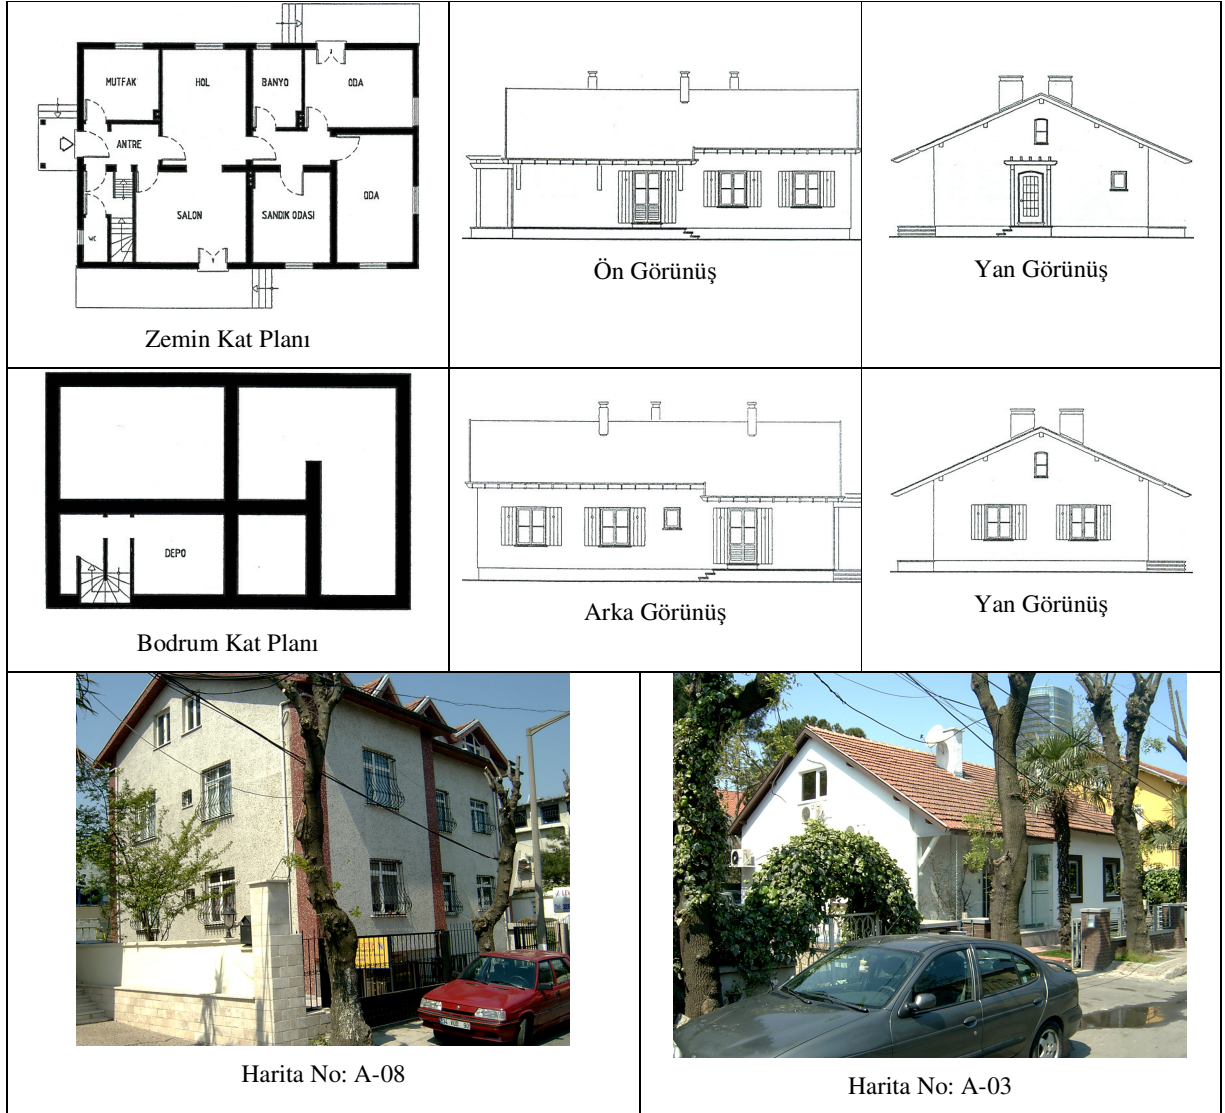 MUTFAK
HOL
BANYO
ODA
ANTRE
ODA
SALON
SANDIK ODASI
WC
Zemin Kat Planı
Ön Görünüş
Yan Görünüş
DEPO
Bodrum Kat Planı
Arka Görünüş
Yan Görünüş
Harita No: A-08
Harita No: A-03